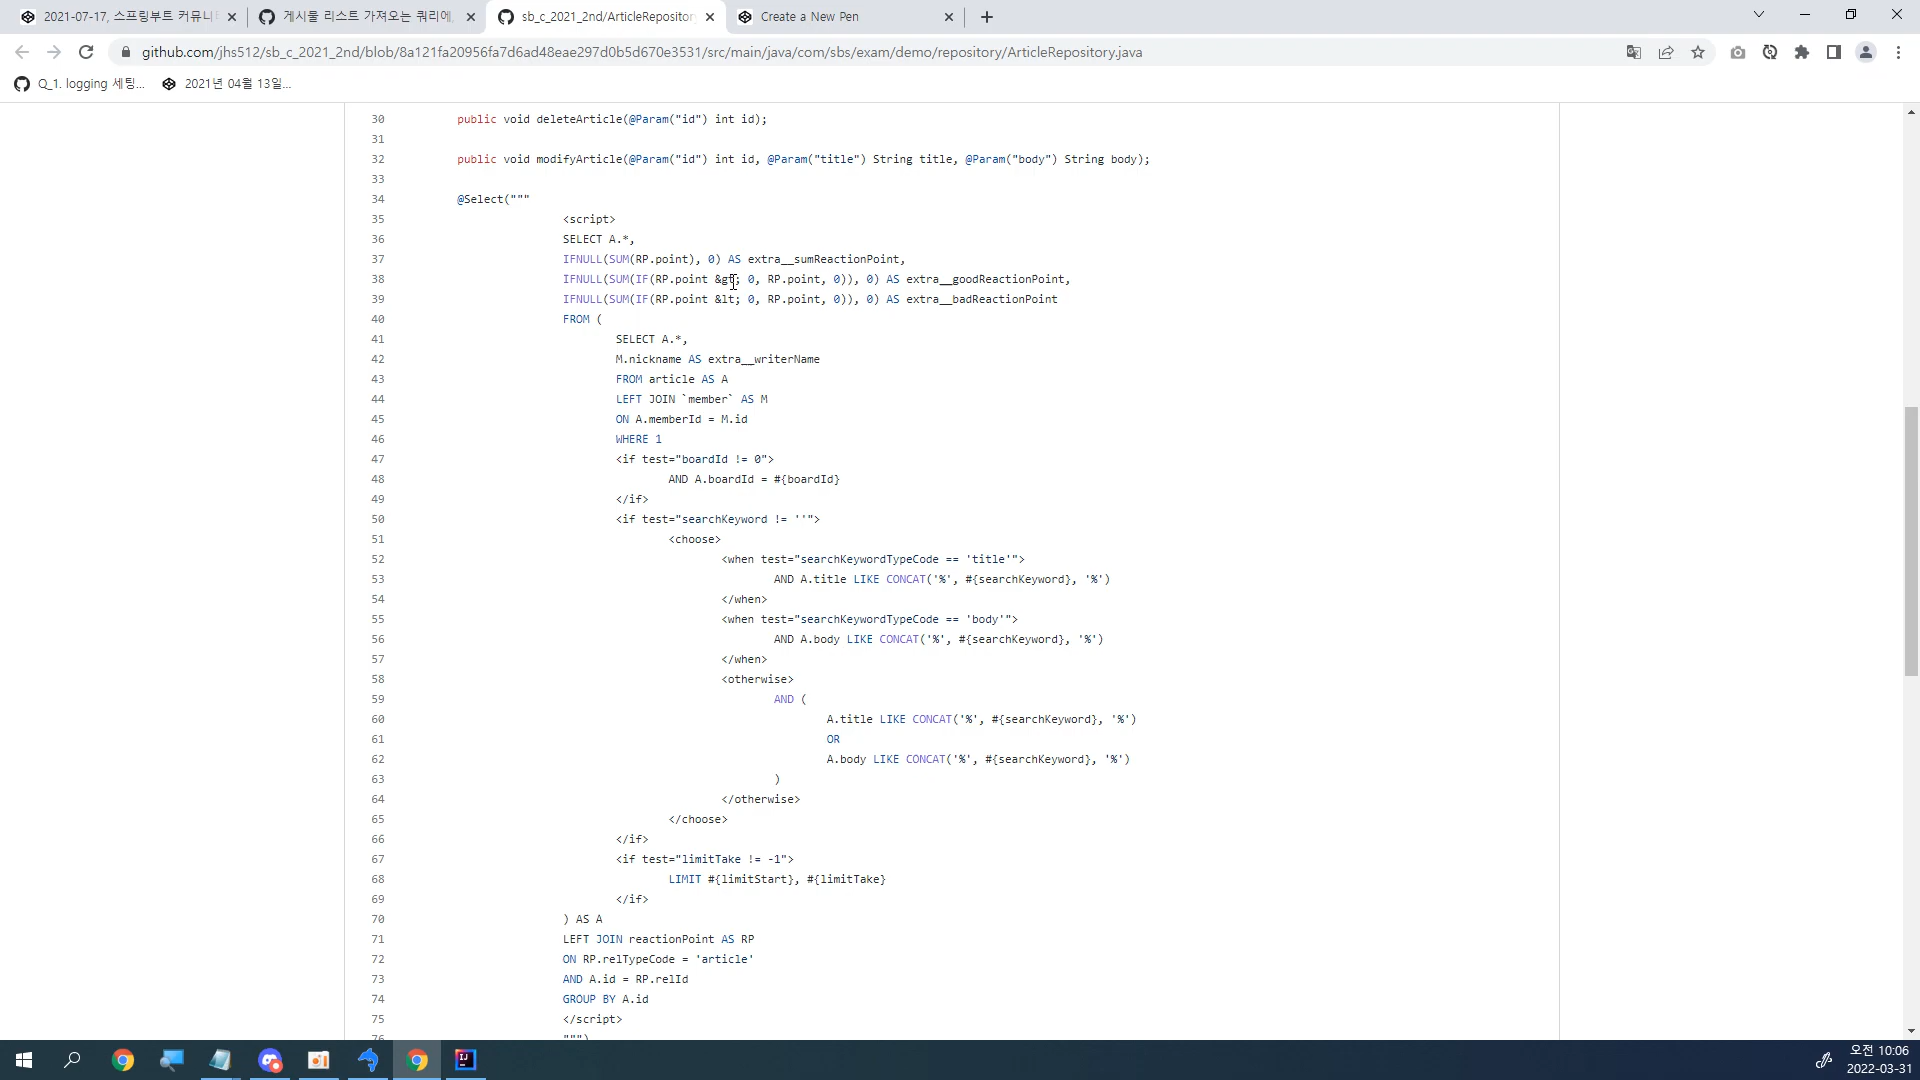 2021-07-17, 스프링부트 커뮤니티
게시물 리스트 가져오는 쿼리에,
sb_c_2021_2nd/ArticleRepository
Create a New Pen
github.com/jhs512/sb_c_2021_2nd/blob/8a121fa20956fa7d6ad48eae297d0b5d670e3531/src/main/java/com/sbs/exam/demo/repository/ArticleRepository.java
Q_1. logging 세팅...
2021년 04월 13일...
30 public void deleteArticle(@Param("id") int id);
31
32 public void modifyArticle(@Param("id") int id, @Param("title") String title, @Param("body") String body);
33
34 @Select("""
35 <script>
36 SELECT A.*,
37 IFNULL(SUM(RP.point), 0) AS extra__sumReactionPoint,
38 IFNULL(SUM(IF(RP.point &gt; 0, RP.point, 0)), 0) AS extra__goodReactionPoint,
39 IFNULL(SUM(IF(RP.point &lt; 0, RP.point, 0)), 0) AS extra__badReactionPoint
40 FROM (
41 SELECT A.*,
42 M.nickname AS extra__writerName
43 FROM article AS A
44 LEFT JOIN `member` AS M
45 ON A.memberId = M.id
46 WHERE 1
47 <if test="boardId != 0">
48 AND A.boardId = #{boardId}
49 </if>
50 <if test="searchKeyword != ''">
51 <choose>
52 <when test="searchKeywordTypeCode == 'title'">
53 AND A.title LIKE CONCAT('%', #{searchKeyword}, '%')
54 </when>
55 <when test="searchKeywordTypeCode == 'body'">
56 AND A.body LIKE CONCAT('%', #{searchKeyword}, '%')
57 </when>
58 <otherwise>
59 AND (
60 A.title LIKE CONCAT('%', #{searchKeyword}, '%')
61 OR
62 A.body LIKE CONCAT('%', #{searchKeyword}, '%')
63 )
64 </otherwise>
65 </choose>
66 </if>
67 <if test="limitTake != -1">
68 LIMIT #{limitStart}, #{limitTake}
69 </if>
70 ) AS A
71 LEFT JOIN reactionPoint AS RP
72 ON RP.relTypeCode = 'article'
73 AND A.id = RP.relId
74 GROUP BY A.id
75 </script>
76 """)
IJ
오전 10:06
2022-03-31